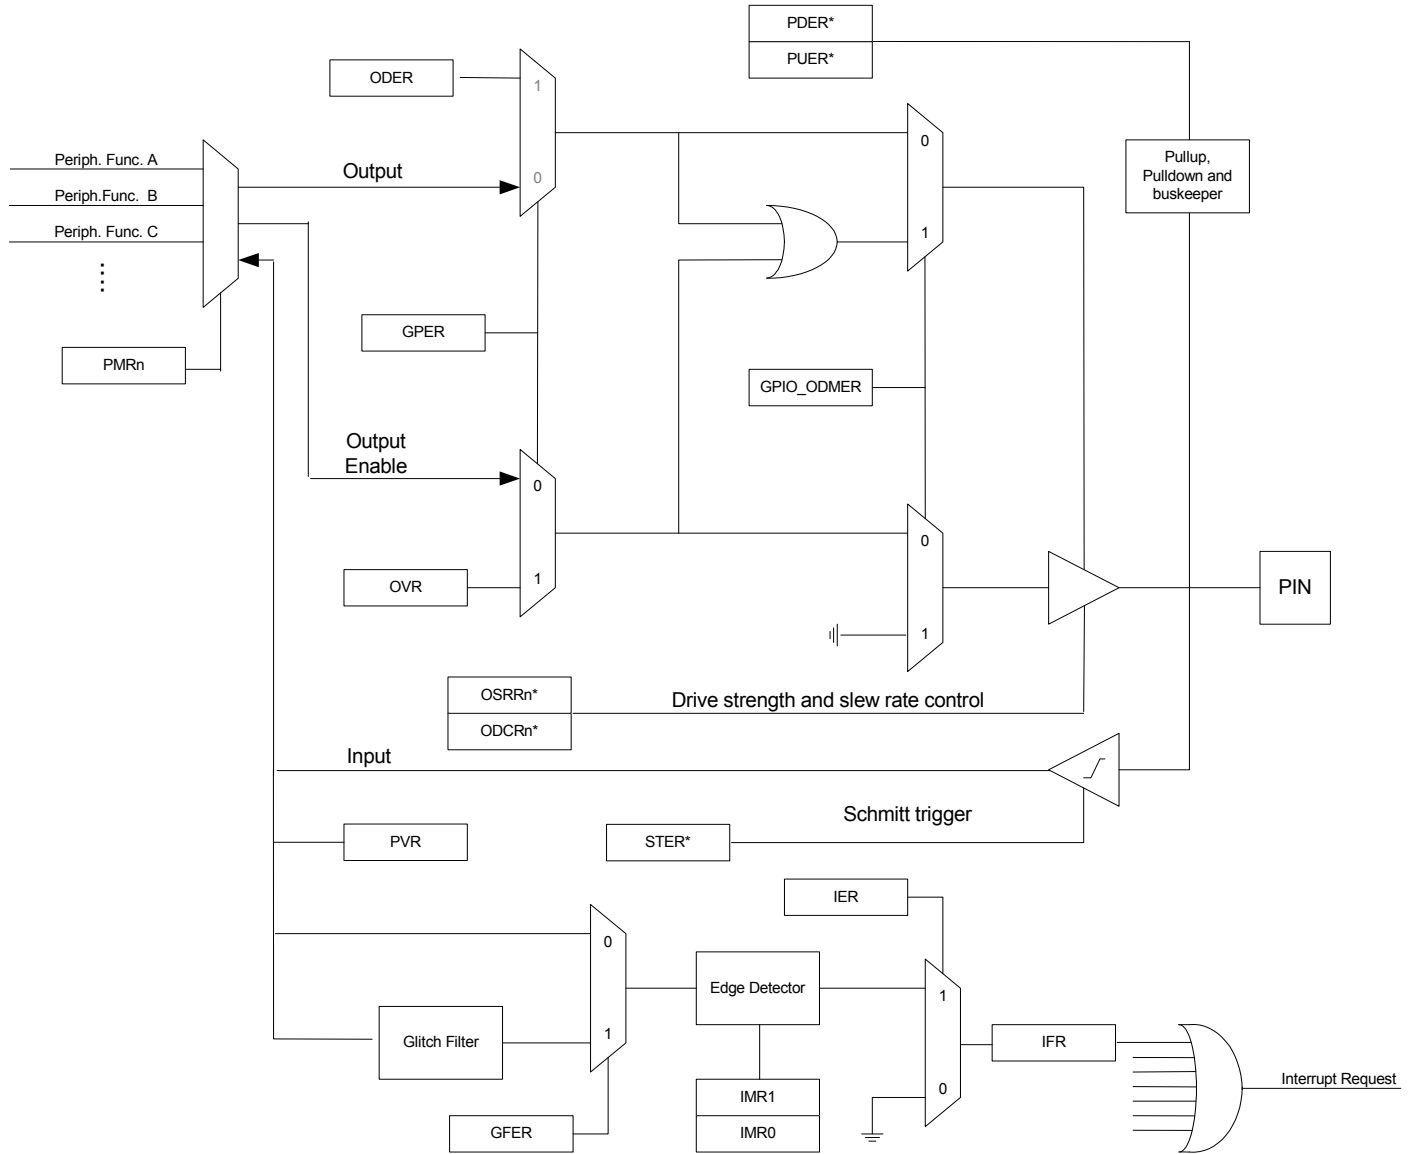 PDER*
PUER*
ODER
1
0
Pullup,
Pulldown and
buskeeper
Periph. Func. A
Periph.Func. B
Periph. Func. C
Output
0
1
GPER
PMRn
GPIO_ODMER
Output
Enable
0
1
OVR
0
1
PIN
OSRRn*
ODCRn*
Drive strength and slew rate control
Input
Schmitt trigger
PVR
STER*
IER
0
1
Edge Detector
1
0
Glitch Filter
IFR
Interrupt Request
IMR1
IMR0
GFER